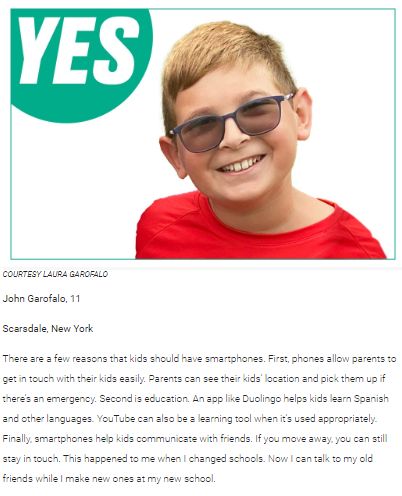 YES
COURTESY LAURA GAROFALO
John Garofalo, 11
Scarsdale, New York
There are a few reasons that kids should have smartphones. First, phones allow parents to
get in touch with their kids easily. Parents can see their kids' location and pick them up if
there's an emergency. Second is education. An app like Duolingo helps kids learn Spanish
and other languages. YouTube can also be a learning tool when it's used appropriately.
Finally, smartphones help kids communicate with friends. If you move away, you can still
stay in touch. This happened to me when I changed schools. Now I can talk to my old
friends while I make new ones at my new school.